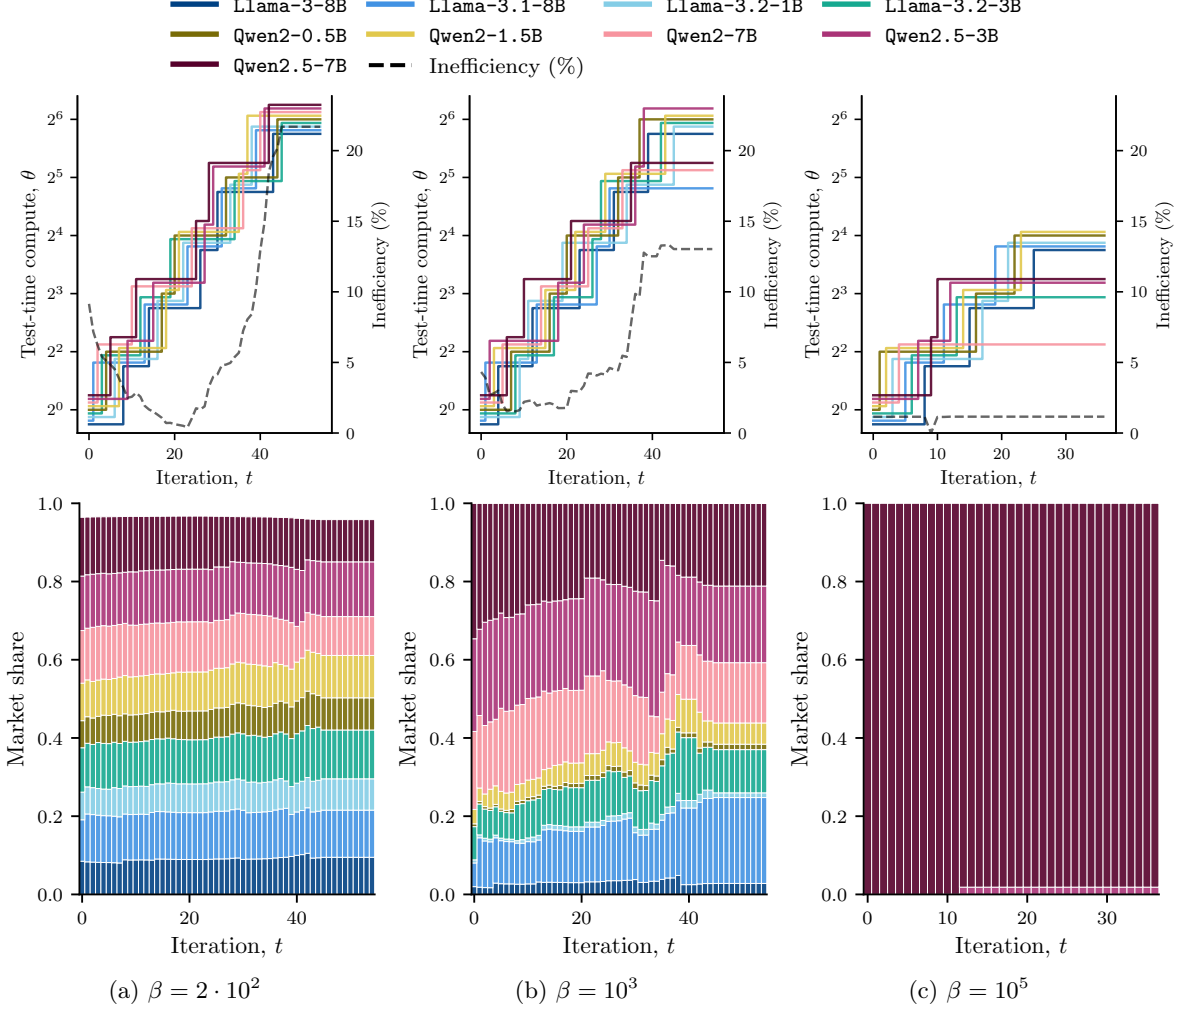 Llama-3-8B Llama-3.1-8B Llama-3.2-1B Llama-3.2-3B
Qwen2-0.5B Qwen2-1.5B Qwen2-7B Qwen2.5-3B
Qwen2.5-7B Inefficiency (%)
Test-time compute, θ
2^6
2^5
2^4
2^3
2^2
2^0
0 20 40
Iteration, t
20
15
10
5
0
Inefficiency (%)
Test-time compute, θ
2^6
2^5
2^4
2^3
2^2
2^0
0 20 40
Iteration, t
20
15
10
5
0
Inefficiency (%)
Test-time compute, θ
2^6
2^5
2^4
2^3
2^2
2^0
0 10 20 30
Iteration, t
20
15
10
5
0
Inefficiency (%)
Market share
1.0
0.8
0.6
0.4
0.2
0.0
0 20 40
Iteration, t
Market share
1.0
0.8
0.6
0.4
0.2
0.0
0 20 40
Iteration, t
Market share
1.0
0.8
0.6
0.4
0.2
0.0
0 10 20 30
Iteration, t
(a) β = 2 · 10^2
(b) β = 10^3
(c) β = 10^5